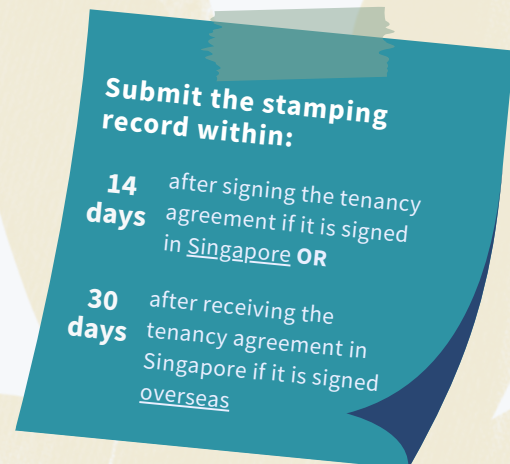 Submit the stamping
record within:
14
days
after signing the tenancy
agreement if it is signed
in Singapore OR
30
days
after receiving the
tenancy agreement in
Singapore if it is signed
overseas